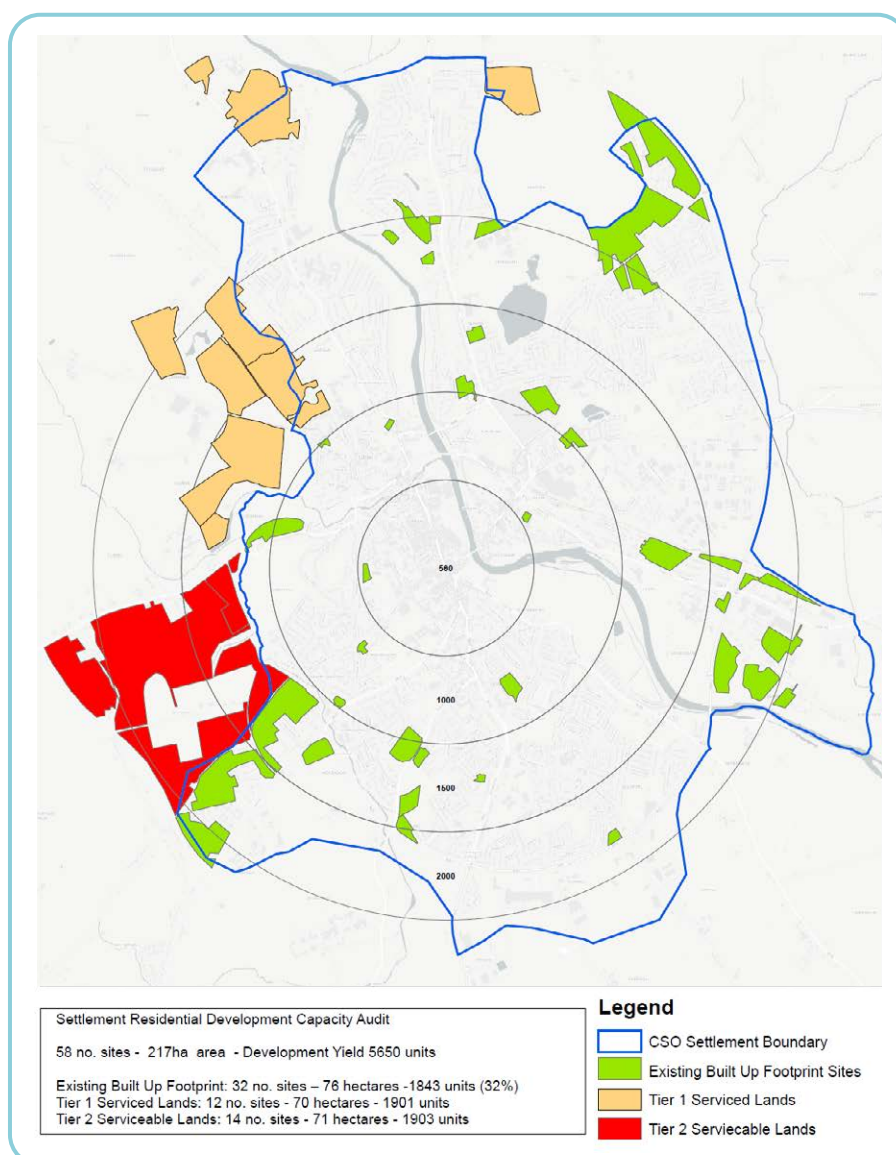 560
1000
1500
2000
Settlement Residential Development Capacity Audit
58 no. sites - 217ha area - Development Yield 5650 units
Existing Built Up Footprint: 32 no. sites – 76 hectares -1843 units (32%)
Tier 1 Serviced Lands: 12 no. sites - 70 hectares - 1901 units
Tier 2 Serviceable Lands: 14 no. sites - 71 hectares - 1903 units
Legend
CSO Settlement Boundary
Existing Built Up Footprint Sites
Tier 1 Serviced Lands
Tier 2 Serviecable Lands